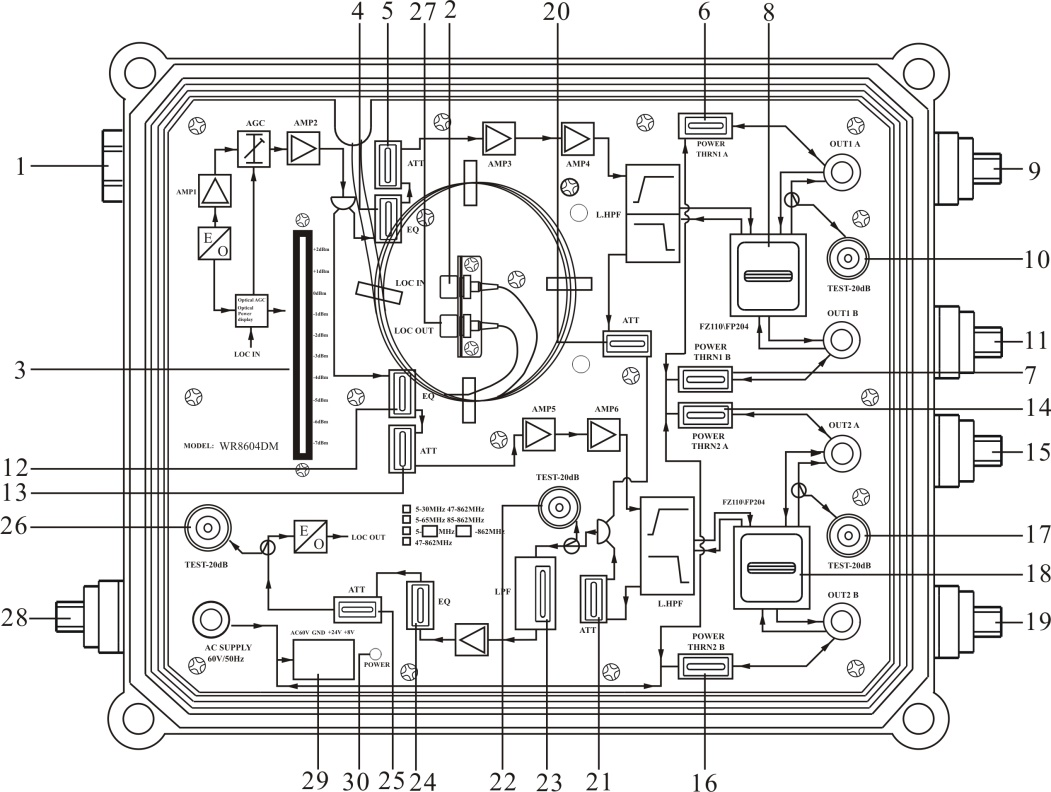 4 5 27 2 20 6 8
AGC
AMP2
ATT
AMP3
AMP4
POWER
THRN1 A
OUT1 A
1
9
AMP1
EQ
L.HPF
E
O
+2dBm
+1dBm
0dBm
-1dBm
-2dBm
-3dBm
-4dBm
-5dBm
-6dBm
-7dBm
10
TEST-20dB
LOC IN
LOC OUT
Optical AGC
Optical
Power
display
LOC IN
FZ110\FP204
OUT1 B
ATT
11
3
POWER
THRN1 B
7
EQ
14
AMP5
AMP6
POWER
THRN2 A
OUT2 A
MODEL: WR8604DM
ATT
15
12
13
TEST-20dB
FZ110\FP204
26
5-30MHz 47-862MHz
5-65MHz 85-862MHz
5- MHz -862MHz
47-862MHz
E
O
LOC OUT
TEST-20dB
17
TEST-20dB
18
ATT
EQ
LPF
ATT
L.HPF
OUT2 B
28
19
AC SUPPLY
60V/50Hz
AC60V GND +24V +8V
POWER
POWER
THRN2 B
29 30 25 24 22 23 21 16